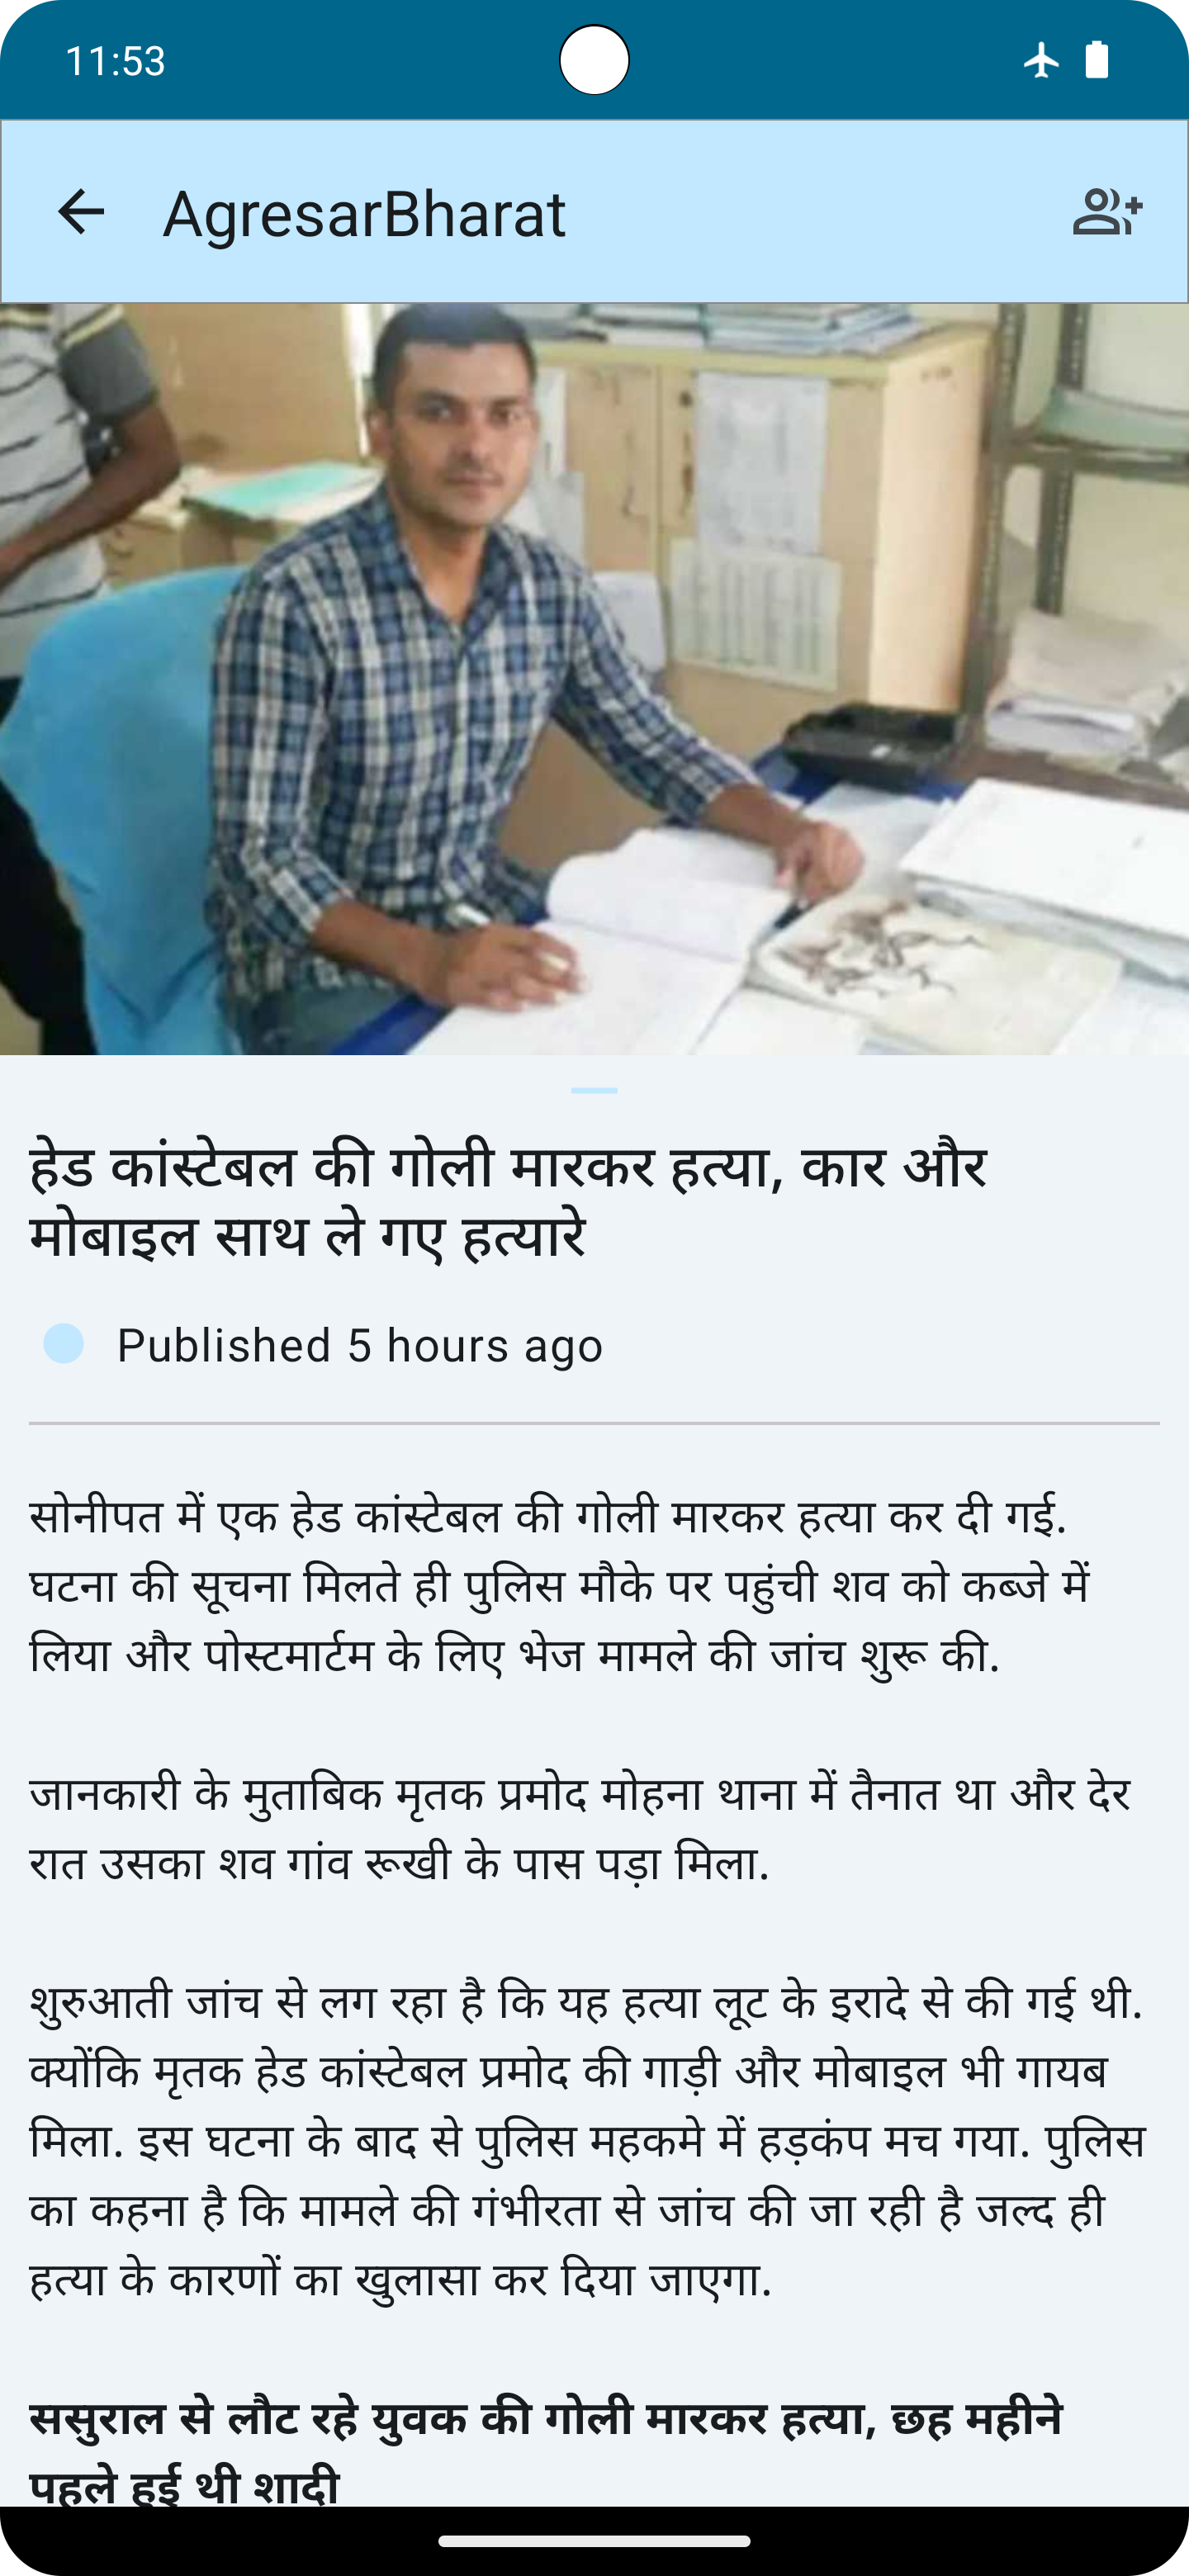 11:53
AgresarBharat
हेड कांस्टेबल की गोली मारकर हत्या, कार और
मोबाइल साथ ले गए हत्यारे
Published 5 hours ago
सोनीपत में एक हेड कांस्टेबल की गोली मारकर हत्या कर दी गई.
घटना की सूचना मिलते ही पुलिस मौके पर पहुंची शव को कब्जे में
लिया और पोस्टमार्टम के लिए भेज मामले की जांच शुरू की.
जानकारी के मुताबिक मृतक प्रमोद मोहना थाना में तैनात था और देर
रात उसका शव गांव रूखी के पास पड़ा मिला.
शुरुआती जांच से लग रहा है कि यह हत्या लूट के इरादे से की गई थी.
क्योंकि मृतक हेड कांस्टेबल प्रमोद की गाड़ी और मोबाइल भी गायब
मिला. इस घटना के बाद से पुलिस महकमे में हड़कंप मच गया. पुलिस
का कहना है कि मामले की गंभीरता से जांच की जा रही है जल्द ही
हत्या के कारणों का खुलासा कर दिया जाएगा.
ससुराल से लौट रहे युवक की गोली मारकर हत्या, छह महीने
पहले हुई थी शादी